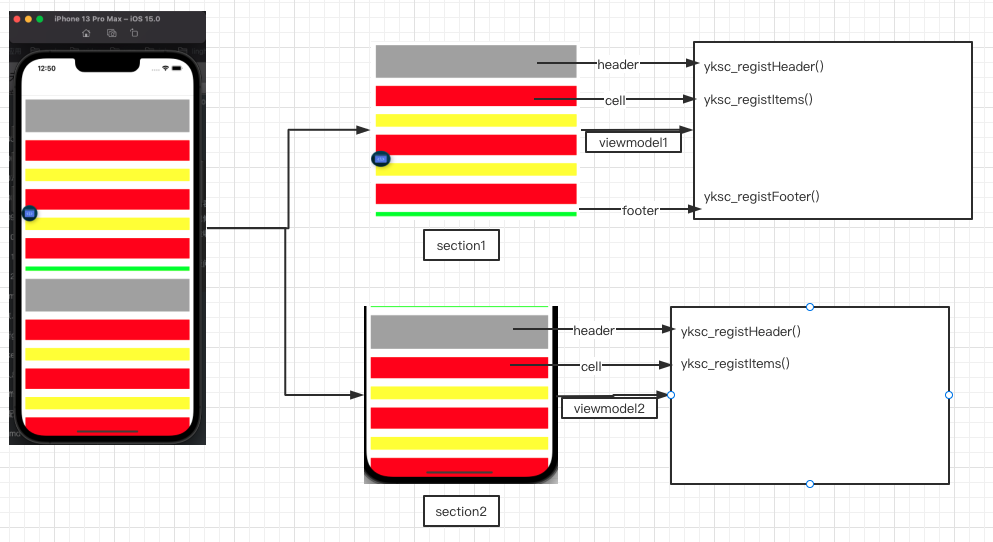 iPhone 13 Pro Max – iOS 15.0
12:50
header
yksc_registHeader()
cell
yksc_registItems()
viewmodel1
yksc_registFooter()
footer
section1
header
yksc_registHeader()
cell
yksc_registItems()
viewmodel2
section2